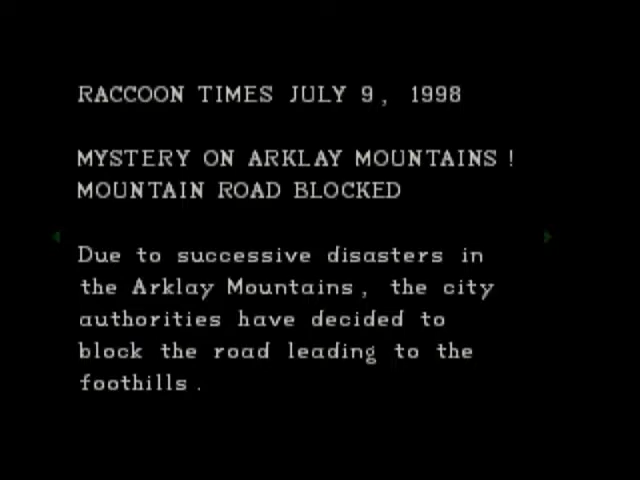 RACCOON TIMES JULY 9, 1998
MYSTERY ON ARKLAY MOUNTAINS!
MOUNTAIN ROAD BLOCKED
Due to successive disasters in
the Arklay Mountains, the city
authorities have decided to
block the road leading to the
foothills.